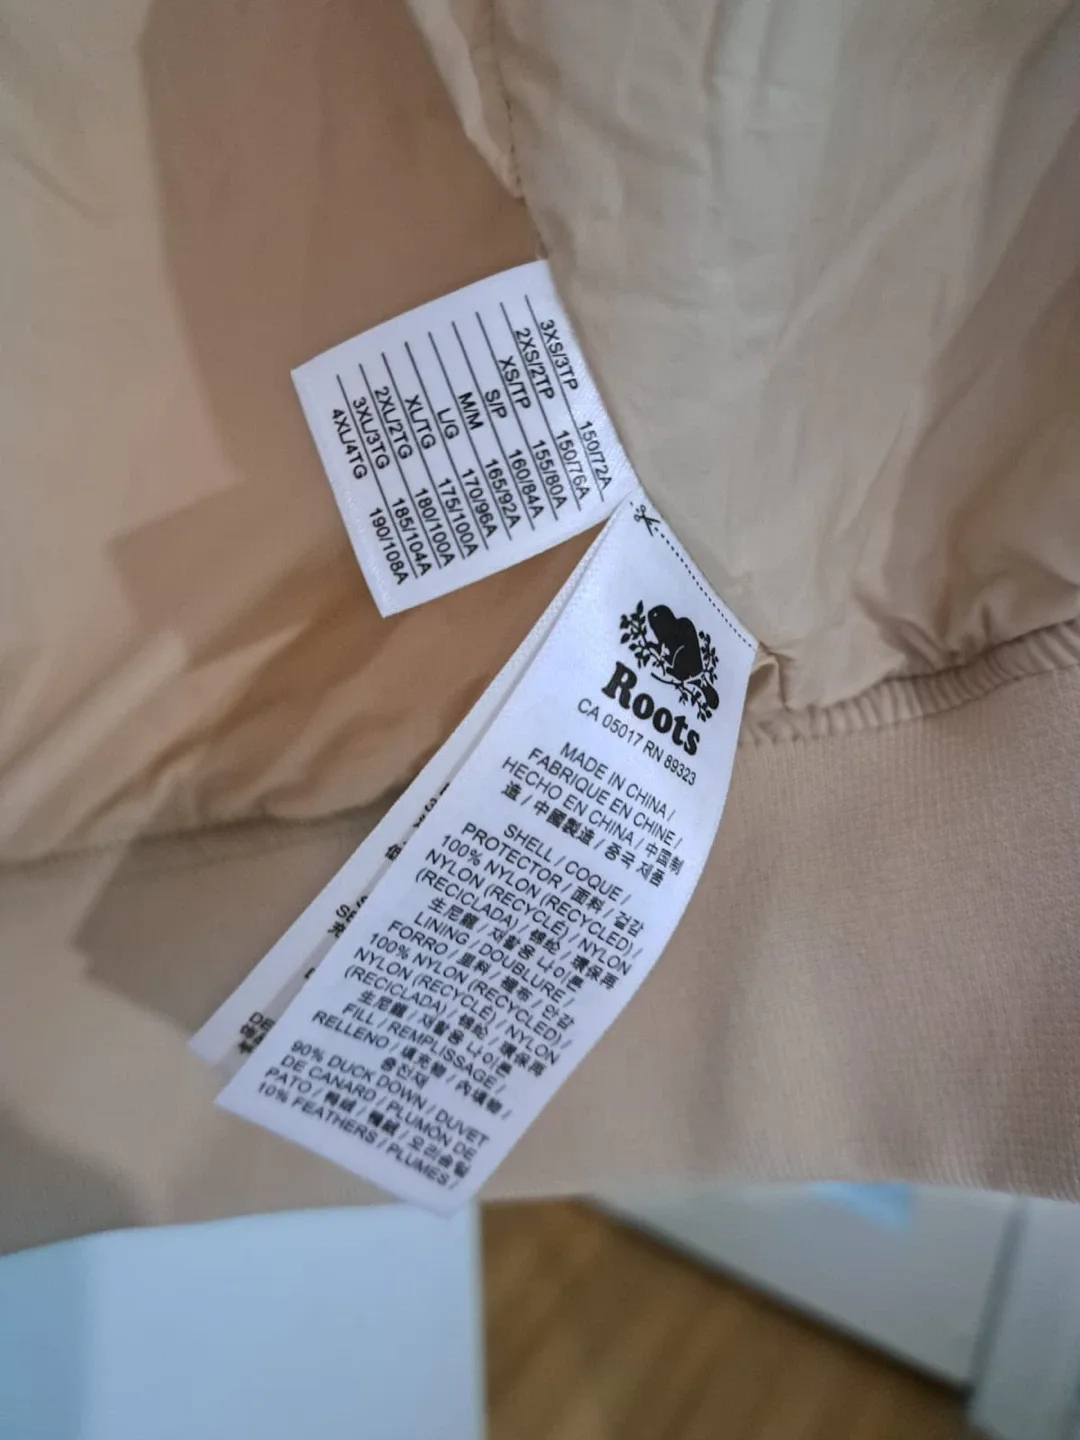 3XS/3TP 150/72A
2XS/2TP 150/76A
XS/TP 155/80A
S/P 160/84A
M/M 165/92A
L/G 170/96A
XL/TG 175/100A
2XL/2TG 180/100A
3XL/3TG 185/104A
4XL/4TG 190/108A
Roots
CA 05017 RN 89323
MADE IN CHINA /
FABRIQUE EN CHINE /
HECHO EN CHINA / 中国制
造 / 中國製造 / 중국 제품
SHELL / COQUE /
PROTECTOR / 面料 / 겉감
100% NYLON (RECYCLED) /
NYLON (RECYCLÉ) / NYLON
(RECICLADA) / 锦纶 / 環保再
生尼龍 / 재활용 나이론
LINING / DOUBLURE /
FORRO / 里料 / 裡布 / 안감
100% NYLON (RECYCLED) /
NYLON (RECYCLÉ) / NYLON
(RECICLADA) / 锦纶 / 環保再
生尼龍 / 재활용 나이론
FILL / REMPLISSAGE /
RELLENO / 填充物 / 內填物 /
충전재
90% DUCK DOWN / DUVET
DE CANARD / PLUMÓN DE
PATO / 鸭绒 / 鴨絨 / 오리솜털
10% FEATHERS / PLUMES /
DE